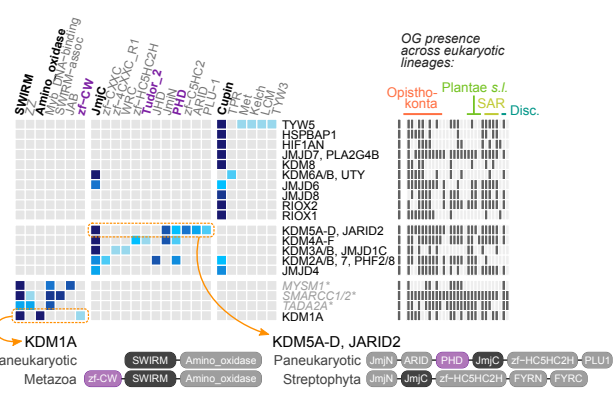 OG presence
across eukaryotic
lineages:
Opistho-
konta
Plantae s.l.
SAR
Disc.
SWIRM
ZZ
Amino_oxidase
Myb_DNA-binding
SWIRM-assoc
JAB
zf-CW
JmjC
zf-CXXC
zf-4CXXC_R1
WRC
zf-HC5HC2H
Tudor_2
JHD
JmjN
PHD
zf-C5HC2
ARID
PLU-1
Cupin
TPR
Met
Kelch
LCM
TYW3
TYW5
HSPBAP1
HIF1AN
JMJD7, PLA2G4B
KDM8
KDM6A/B, UTY
JMJD6
JMJD8
RIOX2
RIOX1
KDM5A-D, JARID2
KDM4A-F
KDM3A/B, JMJD1C
KDM2A/B, 7, PHF2/8
JMJD4
MYSM1*
SMARCC1/2*
TADA2A*
KDM1A
KDM1A
Paneukaryotic SWIRM Amino_oxidase
Metazoa zf-CW SWIRM Amino_oxidase
KDM5A-D, JARID2
Paneukaryotic JmjN ARID PHD JmjC zf-HC5HC2H PLU1
Streptophyta JmjN JmjC zf-HC5HC2H FYRN FYRC